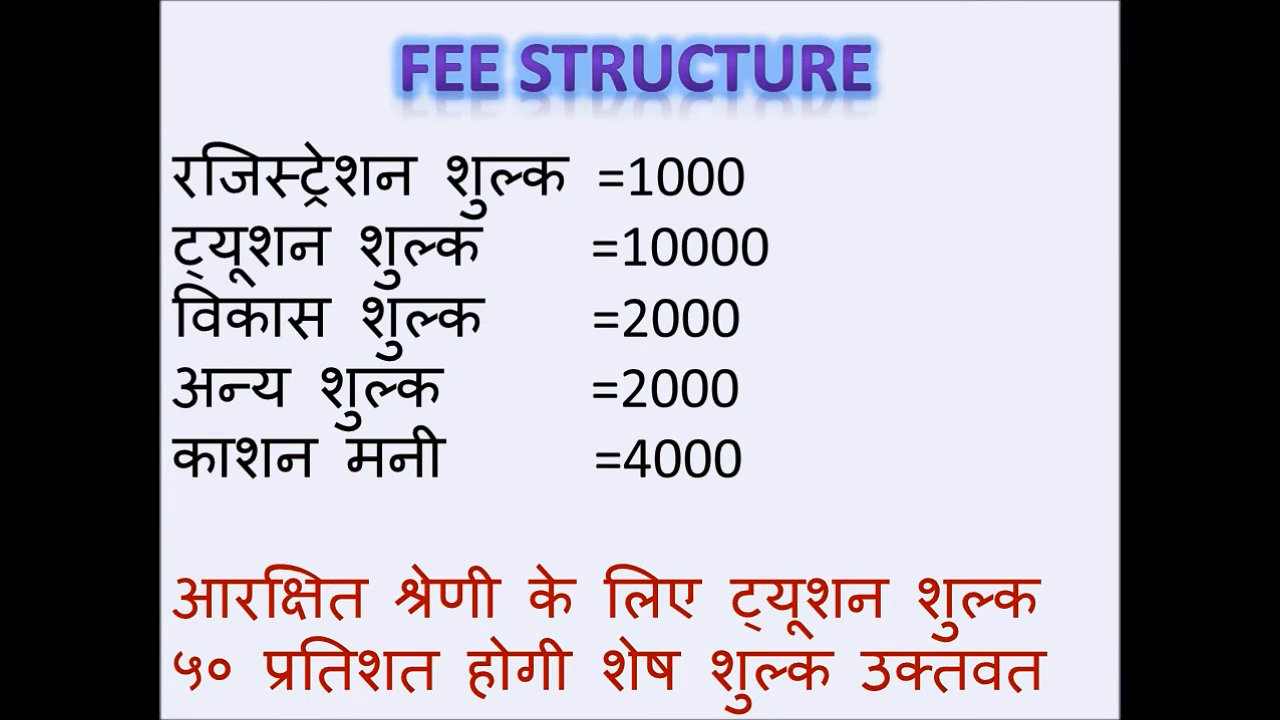 FEE STRUCTURE
रजिस्ट्रेशन शुल्क =1000
ट्यूशन शुल्क =10000
विकास शुल्क =2000
अन्य शुल्क =2000
काशन मनी =4000
आरक्षित श्रेणी के लिए ट्यूशन शुल्क
५० प्रतिशत होगी शेष शुल्क उक्तवत